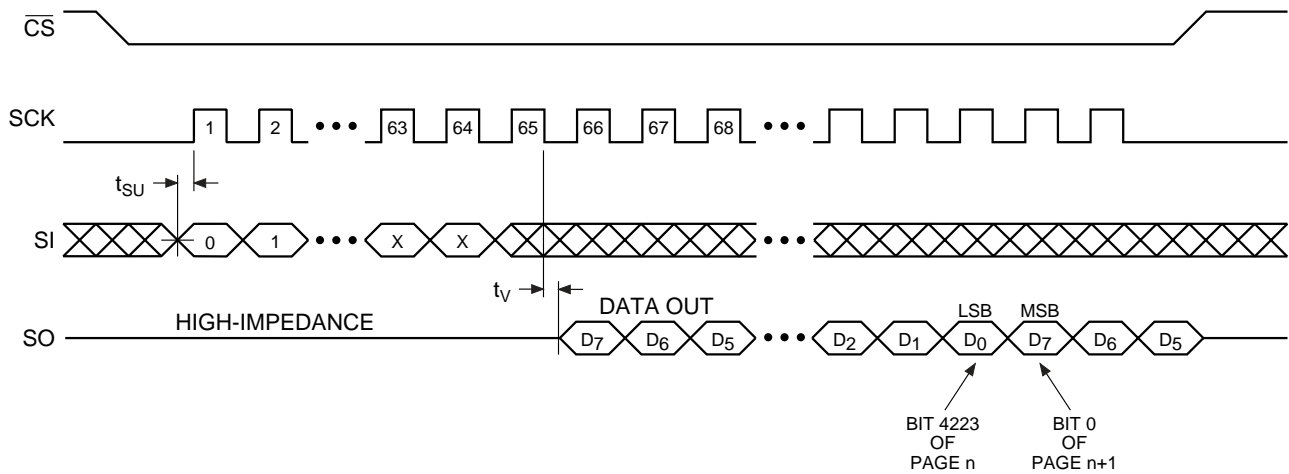 CS
SCK
1 2 ••• 63 64 65 66 67 68 •••
tSU
SI
0 1 ••• X X •••
tV
DATA OUT
LSB MSB
HIGH-IMPEDANCE
SO
D7 D6 D5 ••• D2 D1 D0 D7 D6 D5
BIT 4223
OF
PAGE n
BIT 0
OF
PAGE n+1